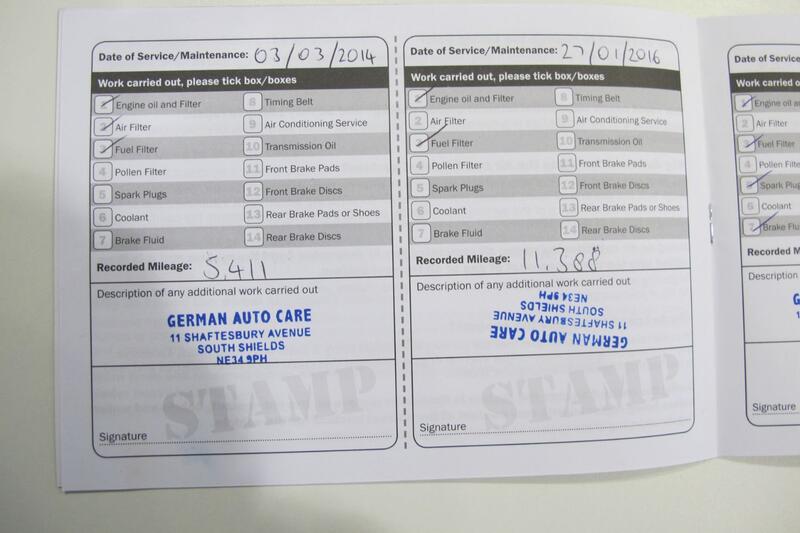 Date of Service/Maintenance: 03/03/2014
Work carried out, please tick box/boxes
1 Engine oil and Filter 8 Timing Belt
2 Air Filter 9 Air Conditioning Service
3 Fuel Filter 10 Transmission Oil
4 Pollen Filter 11 Front Brake Pads
5 Spark Plugs 12 Front Brake Discs
6 Coolant 13 Rear Brake Pads or Shoes
7 Brake Fluid 14 Rear Brake Discs
Recorded Mileage: 5,411
Description of any additional work carried out
GERMAN AUTO CARE
11 SHAFTESBURY AVENUE
SOUTH SHIELDS
NE34 9PH
STAMP
Signature
Date of Service/Maintenance: 27/01/2016
Work carried out, please tick box/boxes
1 Engine oil and Filter 8 Timing Belt
2 Air Filter 9 Air Conditioning Service
3 Fuel Filter 10 Transmission Oil
4 Pollen Filter 11 Front Brake Pads
5 Spark Plugs 12 Front Brake Discs
6 Coolant 13 Rear Brake Pads or Shoes
7 Brake Fluid 14 Rear Brake Discs
Recorded Mileage: 11,388
Description of any additional work carried out
GERMAN AUTO CARE
11 SHAFTESBURY AVENUE
SOUTH SHIELDS
NE34 9PH
STAMP
Signature
Date of Service
Work carried out
1 Engine oil an
2 Air Filter
3 Fuel Filter
4 Pollen Filte
5 Spark Plug
6 Coolant
7 Brake Flu
Recorded M
Description
Signature